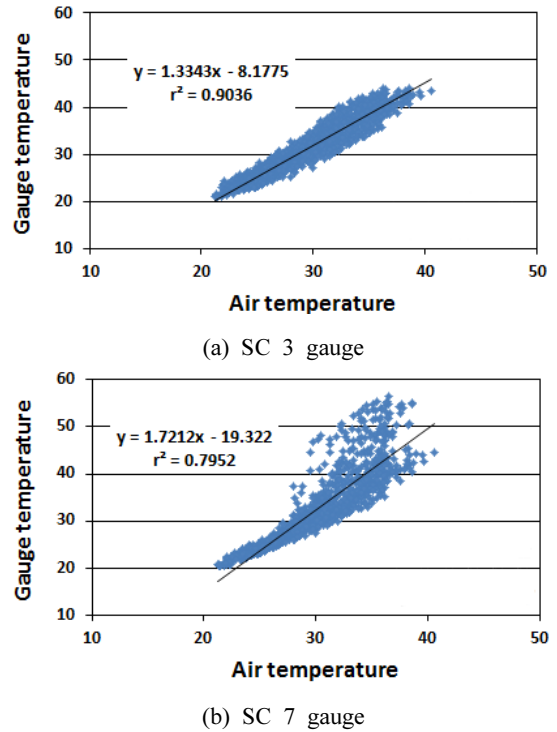 60
50
40
30
20
10
Gauge temperature
y = 1.3343x - 8.1775
r² = 0.9036
10 20 30 40 50
Air temperature
(a) SC 3 gauge
60
50
40
30
20
10
Gauge temperature
y = 1.7212x - 19.322
r² = 0.7952
10 20 30 40 50
Air temperature
(b) SC 7 gauge